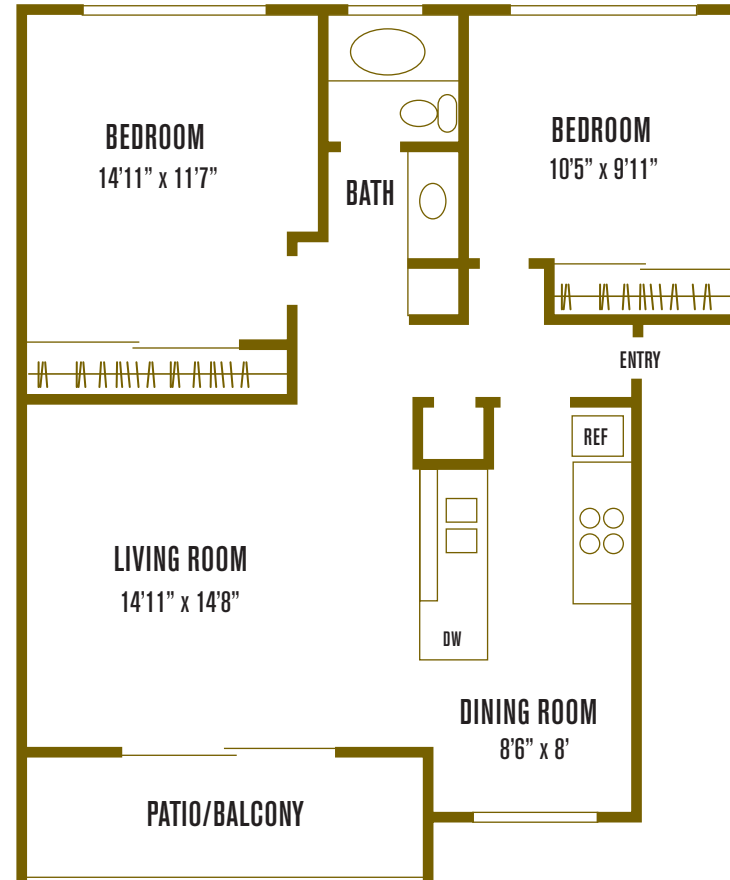 BEDROOM
14’11” x 11’7”
BEDROOM
10’5” x 9’11”
BATH
ENTRY
REF
LIVING ROOM
14’11” x 14’8”
DW
DINING ROOM
8’6” x 8’
PATIO/BALCONY